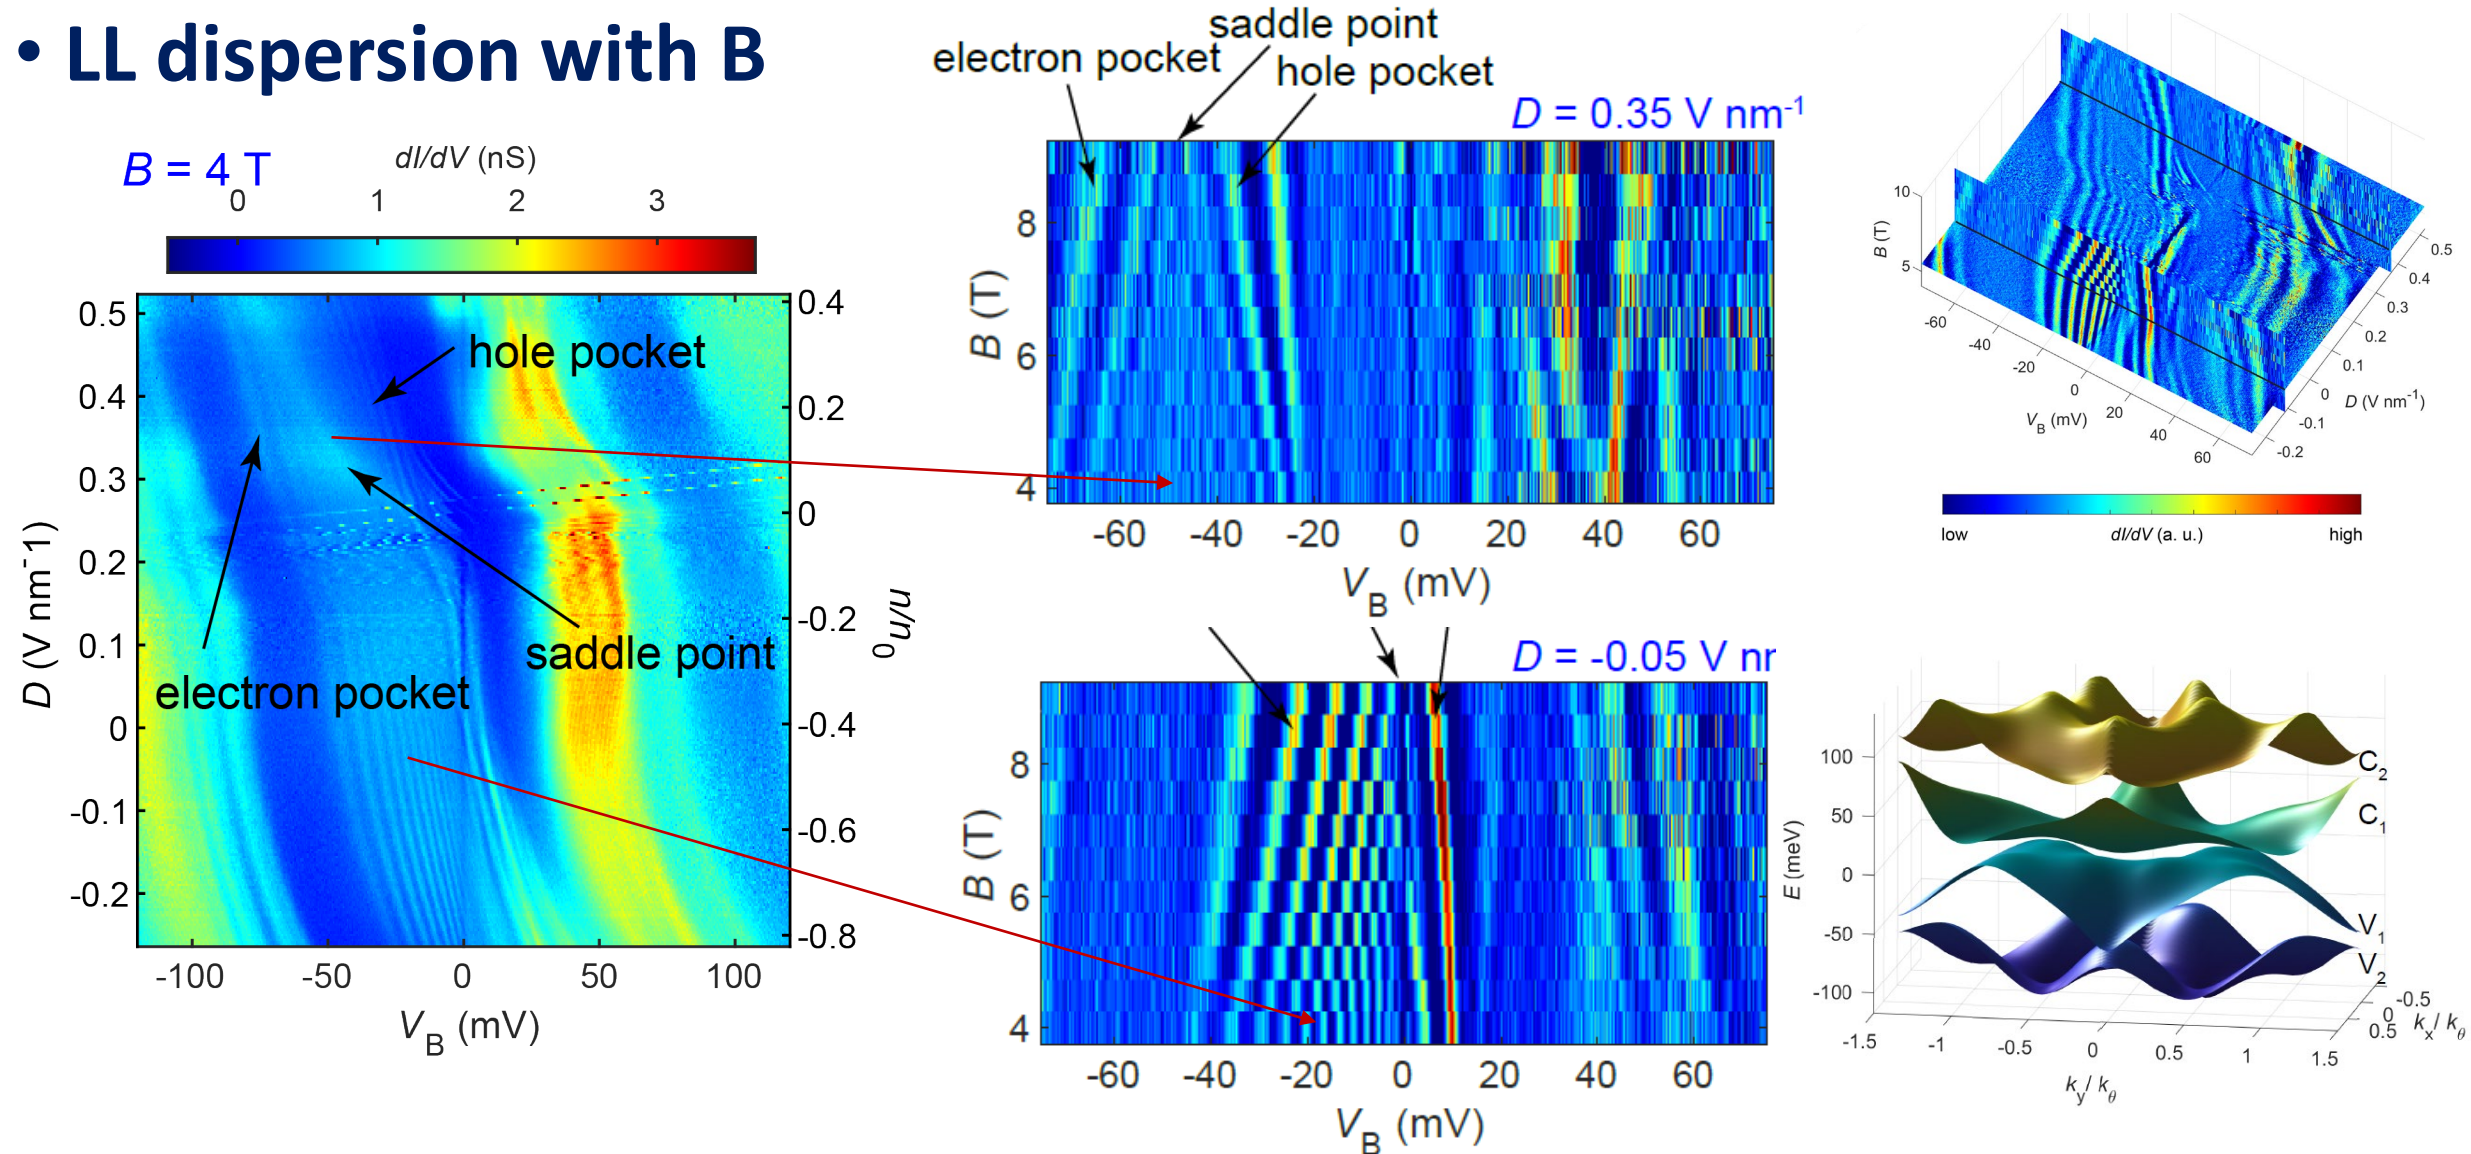 • LL dispersion with B
B = 4 T
dI/dV (nS)
0 1 2 3
0.5
0.4
0.3
0.2
0.1
0
-0.1
-0.2
D (V nm⁻1)
0.4
0.2
0
-0.2
-0.4
-0.6
-0.8
n/n0
hole pocket
saddle point
electron pocket
-100 -50 0 50 100
VB (mV)
saddle point
electron pocket
hole pocket
D = 0.35 V nm-1
8
6
4
B (T)
-60 -40 -20 0 20 40 60
VB (mV)
D = -0.05 V nr
8
6
4
B (T)
-60 -40 -20 0 20 40 60
VB (mV)
10
5
B (T)
-60
-40
-20
0
20
40
60
VB (mV)
0.5
0.4
0.3
0.2
0.1
0
-0.1
-0.2
D (V nm-1)
low dI/dV (a. u.) high
100
50
0
-50
-100
E (meV)
C2
C1
V1
V2
-1.5 -1 -0.5 0 0.5 1 1.5
ky/ kθ
-0.5
0
0.5
kx/ kθ